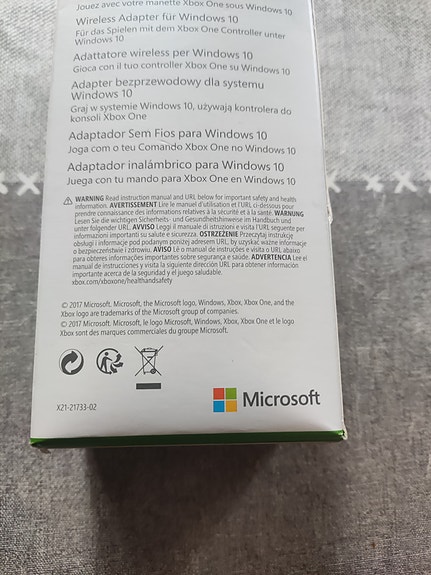 Jouez avec votre manette Xbox One sous Windows 10
Wireless Adapter für Windows 10
Für das Spielen mit dem Xbox One Controller unter
Windows 10
Adattatore wireless per Windows 10
Gioca con il tuo controller Xbox One su Windows 10
Adapter bezprzewodowy dla systemu
Windows 10
Graj w systemie Windows 10, używając kontrolera do
konsoli Xbox One
Adaptador Sem Fios para Windows 10
Joga com o teu Comando Xbox One no Windows 10
Adaptador inalámbrico para Windows 10
Juega con tu mando para Xbox One en Windows 10
WARNING Read instruction manual and URL below for important safety and health
information. AVERTISSEMENT Lire le manuel d'utilisation et l'URL ci-dessous pour
prendre connaissance des informations relatives à la sécurité et à la santé. WARNUNG
Lesen Sie die wichtigen Sicherheits- und Gesundheitshinweise im Handbuch und
unter folgender URL. AVVISO Leggi il manuale di istruzioni e visita l'URL seguente per
informazioni importanti su salute e sicurezza. OSTRZEŻENIE Przeczytaj instrukcję
obsługi i informacje pod podanym poniżej adresem URL, by uzyskać ważne informacje
o bezpieczeństwie i zdrowiu. AVISO Lê o manual de instruções e visita o URL abaixo
para obteres informações importantes sobre segurança e saúde. ADVERTENCIA Lee el
manual de instrucciones y visita la siguiente dirección URL para obtener información
importante acerca de la seguridad y el juego saludable.
xbox.com/xboxone/healthandsafety
© 2017 Microsoft. Microsoft, the Microsoft logo, Windows, Xbox, Xbox One, and the
Xbox logo are trademarks of the Microsoft group of companies.
© 2017 Microsoft. Microsoft, le logo Microsoft, Windows, Xbox, Xbox One et le logo
Xbox sont des marques commerciales du groupe Microsoft.
X21-21733-02
Microsoft